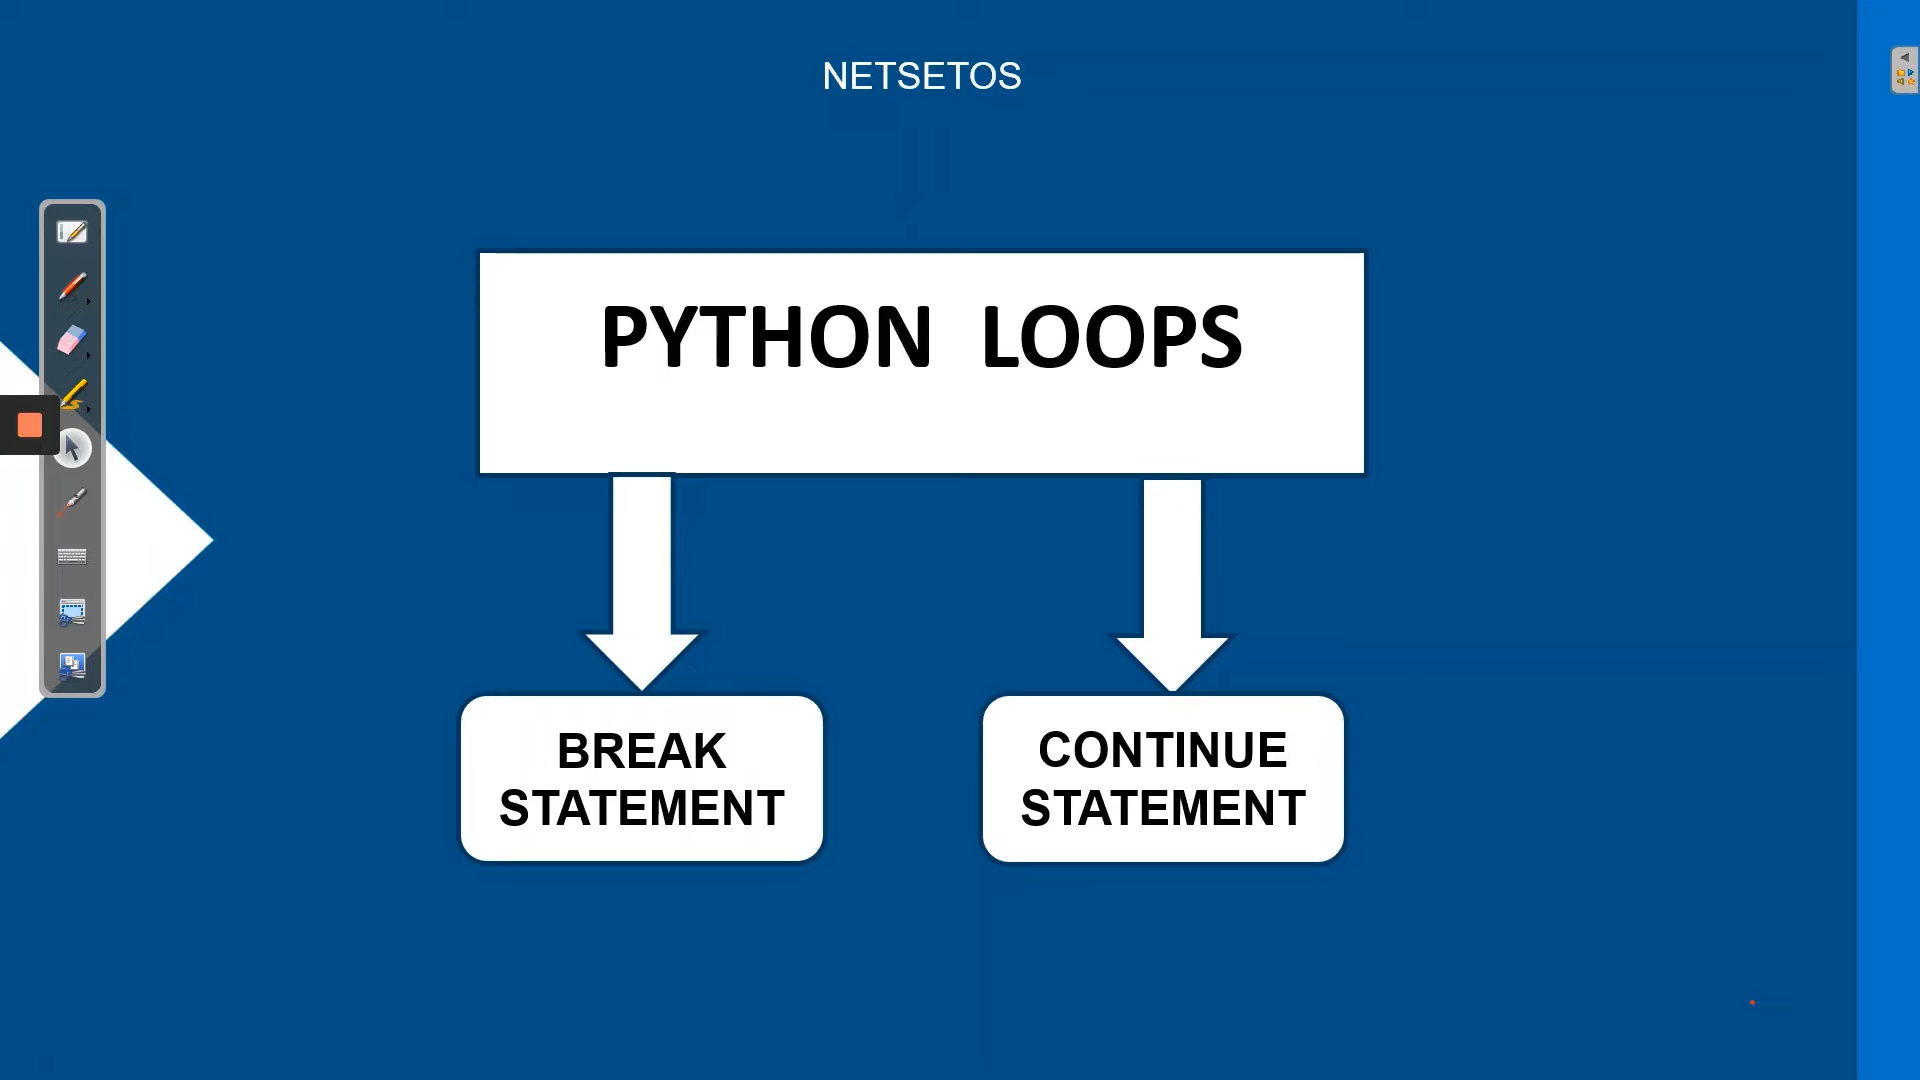 NETSETOS
PYTHON LOOPS
BREAK
STATEMENT
CONTINUE
STATEMENT